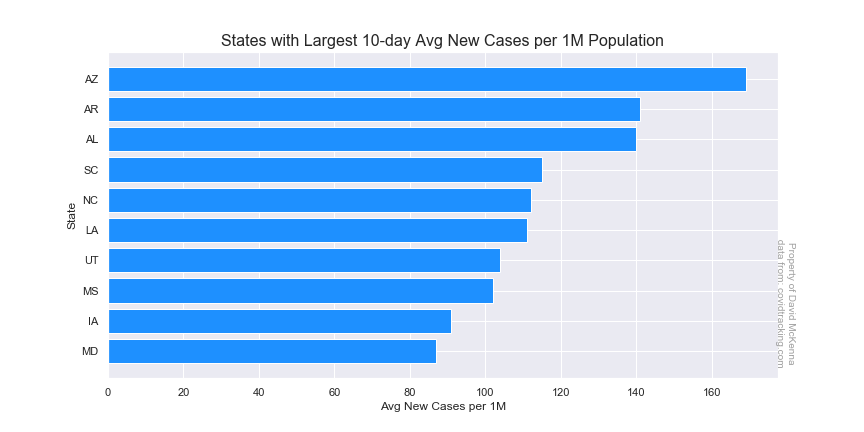 States with Largest 10-day Avg New Cases per 1M Population
State
AZ
AR
AL
SC
NC
LA
UT
MS
IA
MD
0 20 40 60 80 100 120 140 160
Avg New Cases per 1M
Property of David McKenna
data from: covidtracking.com